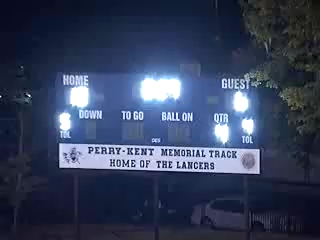 HOME GUEST
DOWN TO GO BALL ON QTR
TOL TOL
PERRY-KENT MEMORIAL TRACK
HOME OF THE LANCERS